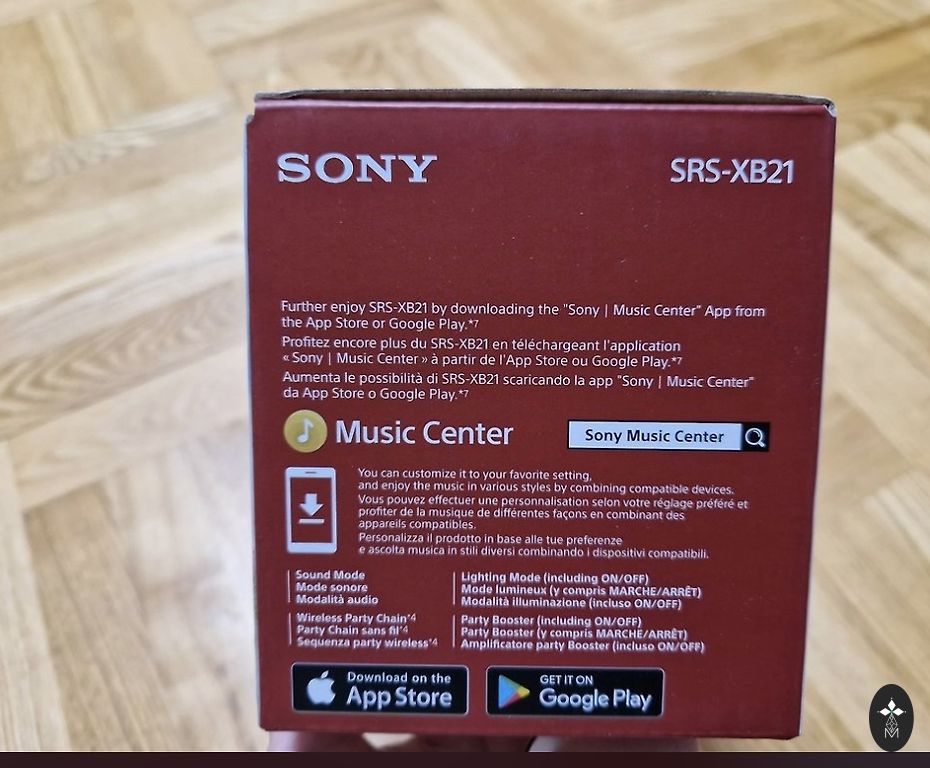 SONY
SRS-XB21
Further enjoy SRS-XB21 by downloading the "Sony | Music Center" App from
the App Store or Google Play.*7
Profitez encore plus du SRS-XB21 en téléchargeant l'application
« Sony | Music Center » à partir de l'App Store ou Google Play.*7
Aumenta le possibilità di SRS-XB21 scaricando la app "Sony | Music Center"
da App Store o Google Play.*7
Music Center
Sony Music Center
You can customize it to your favorite setting,
and enjoy the music in various styles by combining compatible devices.
Vous pouvez effectuer une personnalisation selon votre réglage préféré et
profiter de la musique de différentes façons en combinant des
appareils compatibles.
Personalizza il prodotto in base alle tue preferenze
e ascolta musica in stili diversi combinando i dispositivi compatibili.
Sound Mode
Mode sonore
Modalità audio
Lighting Mode (including ON/OFF)
Mode lumineux (y compris MARCHE/ARRÊT)
Modalità illuminazione (incluso ON/OFF)
Wireless Party Chain*4
Party Chain sans fil*4
Sequenza party wireless*4
Party Booster (including ON/OFF)
Party Booster (y compris MARCHE/ARRÊT)
Amplificatore party Booster (incluso ON/OFF)
Download on the
App Store
GET IT ON
Google Play
M